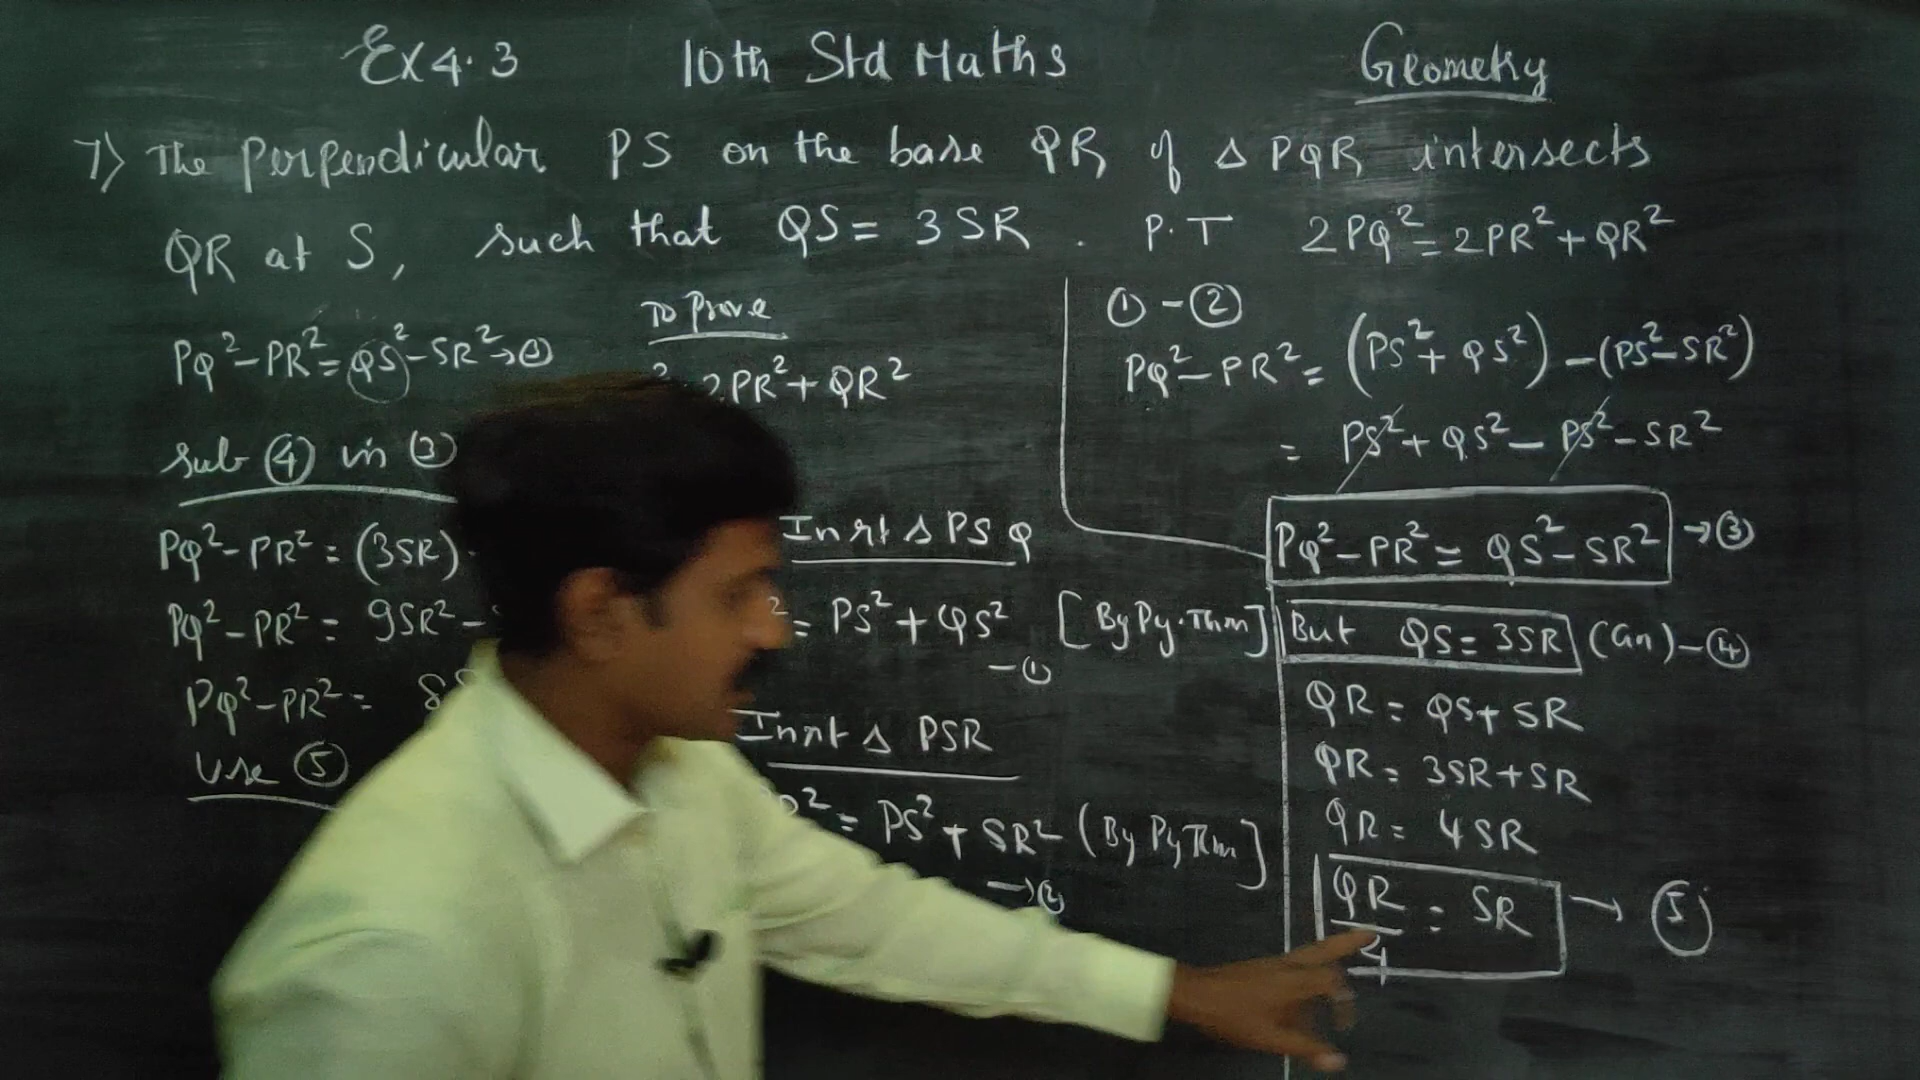 Ex 4.3 10th Std Maths Geometry
7) The Perpendicular PS on the base QR of Δ PQR intersects
QR at S, such that QS = 3SR . P.T 2PQ² = 2PR² + QR²
PQ² - PR² = QS² - SR² →
sub ④ in ③
PQ² - PR² = (3SR)
PQ² - PR² = 9SR² -
PQ² - PR² = 8
Use ⑤
To Prove
² 2PR² + QR²
In rt Δ PSQ
² = PS² + QS² [By Py. Thm]
- ①
In rt Δ PSR
² = PS² + SR² (By Py Thm]
→ ②
① - ②
PQ² - PR² = (PS² + QS²) - (PS² - SR²)
= PS² + QS² - PS² - SR²
PQ² - PR² = QS² - SR² → ③
But QS = 3SR (Gn) - ④
QR = QS + SR
QR = 3SR + SR
QR = 4SR
QR/4 = SR → ⑤